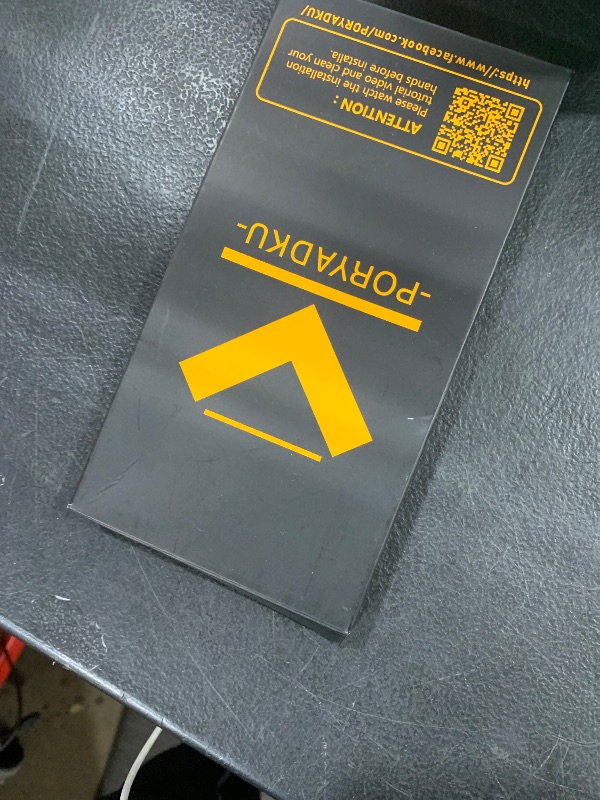 -PORYADKU-
ATTENTION :
Please watch the installation
tutorial video and clean your
hands before installa.
https://www.facebook.com/PORYADKU/